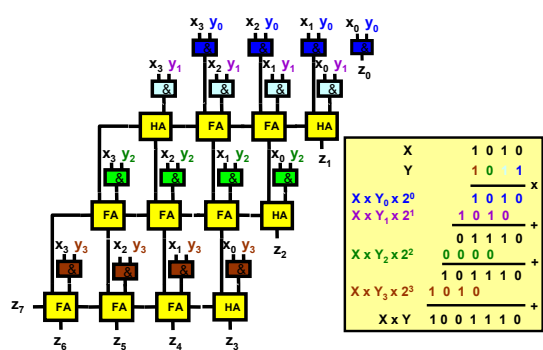 x3 y0 x2 y0 x1 y0 x0 y0
& & & &
z0
x3 y1 x2 y1 x1 y1 x0 y1
& & & &
HA FA FA HA
z1
x3 y2 x2 y2 x1 y2 x0 y2
& & & &
FA FA FA HA
z2
x3 y3 x2 y3 x1 y3 x0 y3
& & & &
z7 FA FA FA HA
z6 z5 z4 z3
X 1 0 1 0
Y 1 0 1 1
x
X x Y0 x 2^0 1 0 1 0
X x Y1 x 2^1 1 0 1 0
+
0 1 1 1 0
X x Y2 x 2^2 0 0 0 0
+
1 0 1 1 1 0
X x Y3 x 2^3 1 0 1 0
+
X x Y 1 0 0 1 1 1 0